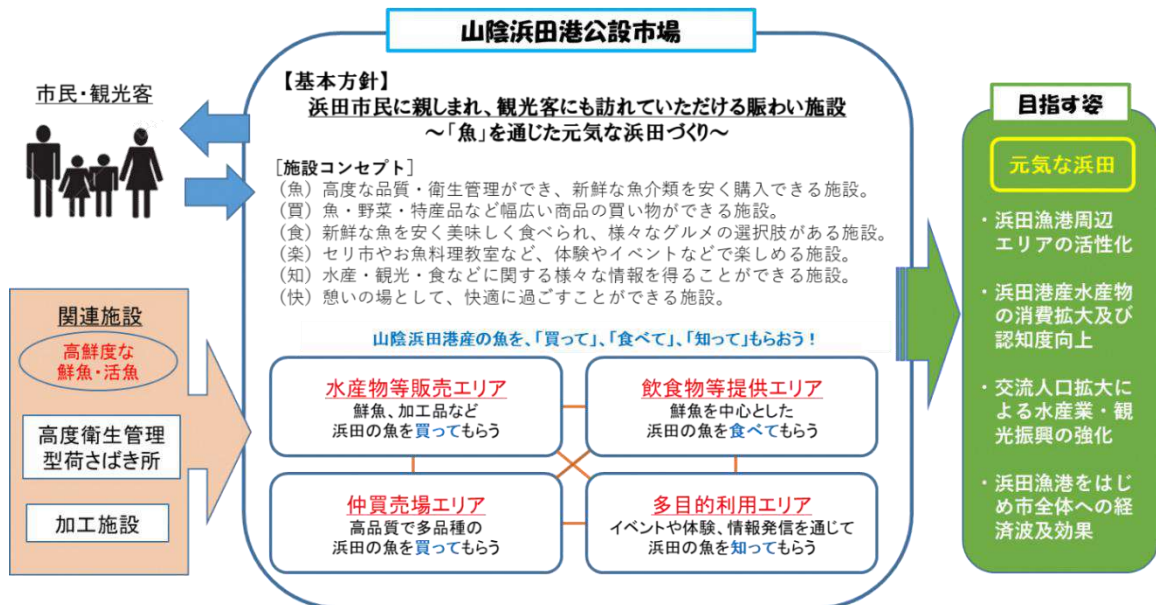 山陰浜田港公設市場
市民・観光客
【基本方針】
浜田市民に親しまれ、観光客にも訪れていただける賑わい施設
～「魚」を通じた元気な浜田づくり～
[施設コンセプト]
(魚) 高度な品質・衛生管理ができ、新鮮な魚介類を安く購入できる施設。
(買) 魚・野菜・特産品など幅広い商品の買い物ができる施設。
(食) 新鮮な魚を安く美味しく食べられ、様々なグルメの選択肢がある施設。
(楽) セリ市やお魚料理教室など、体験やイベントなどで楽しめる施設。
(知) 水産・観光・食などに関する様々な情報を得ることができる施設。
(快) 憩いの場として、快適に過ごすことができる施設。
山陰浜田港産の魚を、「買って」、「食べて」、「知って」もらおう！
関連施設
高鮮度な
鮮魚・活魚
高度衛生管理
型荷さばき所
加工施設
水産物等販売エリア
鮮魚、加工品など
浜田の魚を買ってもらう
飲食物等提供エリア
鮮魚を中心とした
浜田の魚を食べてもらう
仲買売場エリア
高品質で多品種の
浜田の魚を買ってもらう
多目的利用エリア
イベントや体験、情報発信を通じて
浜田の魚を知ってもらう
目指す姿
元気な浜田
・浜田漁港周辺
エリアの活性化
・浜田港産水産物
の消費拡大及び
認知度向上
・交流人口拡大に
よる水産業・観
光振興の強化
・浜田漁港をはじ
め市全体への経
済波及効果